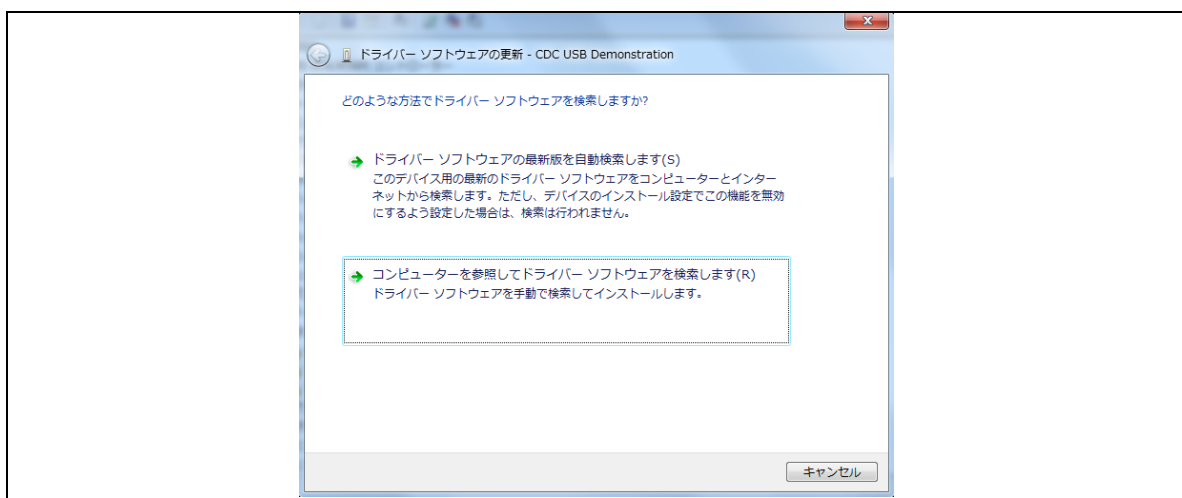 ドライバー ソフトウェアの更新 - CDC USB Demonstration
どのような方法でドライバー ソフトウェアを検索しますか?
ドライバー ソフトウェアの最新版を自動検索します(S)
このデバイス用の最新のドライバー ソフトウェアをコンピューターとインター
ネットから検索します。ただし、デバイスのインストール設定でこの機能を無効
にするよう設定した場合は、検索は行われません。
コンピューターを参照してドライバー ソフトウェアを検索します(R)
ドライバー ソフトウェアを手動で検索してインストールします。
キャンセル